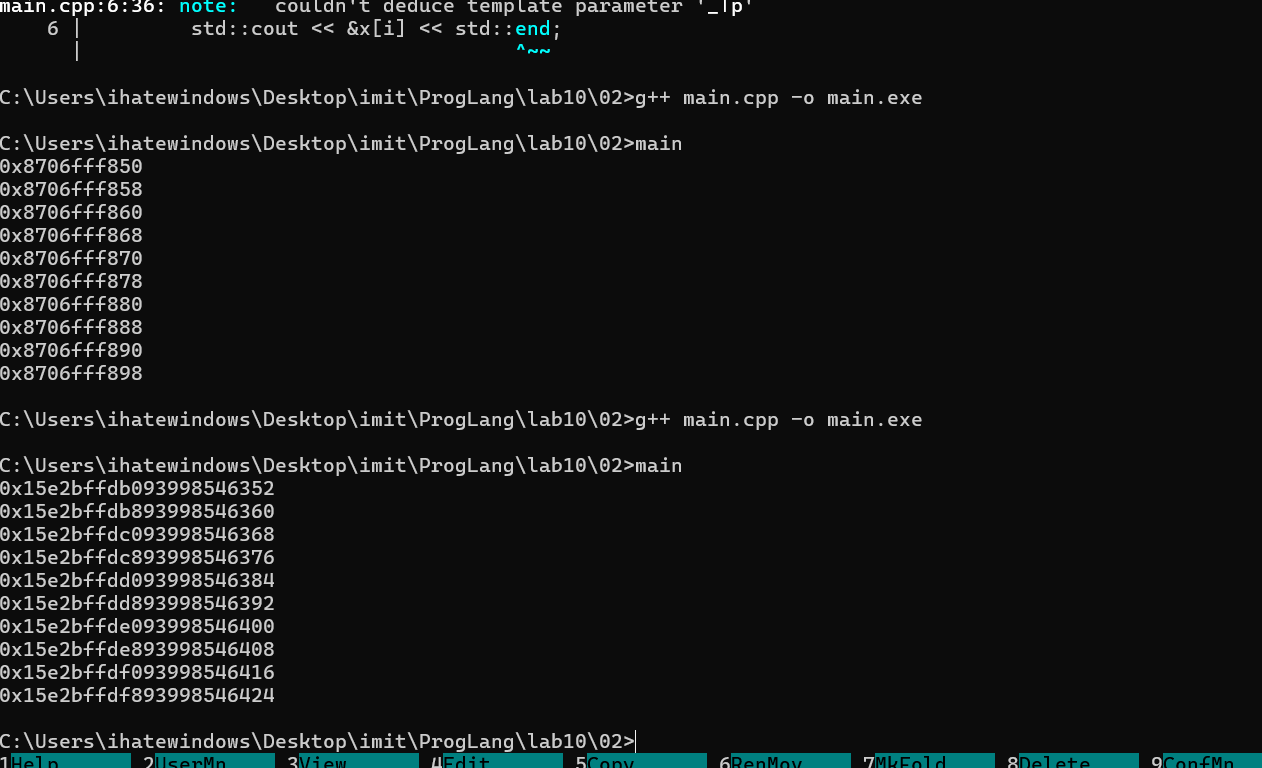 main.cpp:6:36: note:   couldn't deduce template parameter '_Tp'
    6 |         std::cout << &x[i] << std::end;
      |                                    ^~~
C:\Users\ihatewindows\Desktop\imit\ProgLang\lab10\02>g++ main.cpp -o main.exe
C:\Users\ihatewindows\Desktop\imit\ProgLang\lab10\02>main
0x8706fff850
0x8706fff858
0x8706fff860
0x8706fff868
0x8706fff870
0x8706fff878
0x8706fff880
0x8706fff888
0x8706fff890
0x8706fff898
C:\Users\ihatewindows\Desktop\imit\ProgLang\lab10\02>g++ main.cpp -o main.exe
C:\Users\ihatewindows\Desktop\imit\ProgLang\lab10\02>main
0x15e2bffdb093998546352
0x15e2bffdb893998546360
0x15e2bffdc093998546368
0x15e2bffdc893998546376
0x15e2bffdd093998546384
0x15e2bffdd893998546392
0x15e2bffde093998546400
0x15e2bffde893998546408
0x15e2bffdf093998546416
0x15e2bffdf893998546424
C:\Users\ihatewindows\Desktop\imit\ProgLang\lab10\02>
1Help 2UserMn 3View 4Edit 5Copy 6RenMov 7MkFold 8Delete 9ConfMn